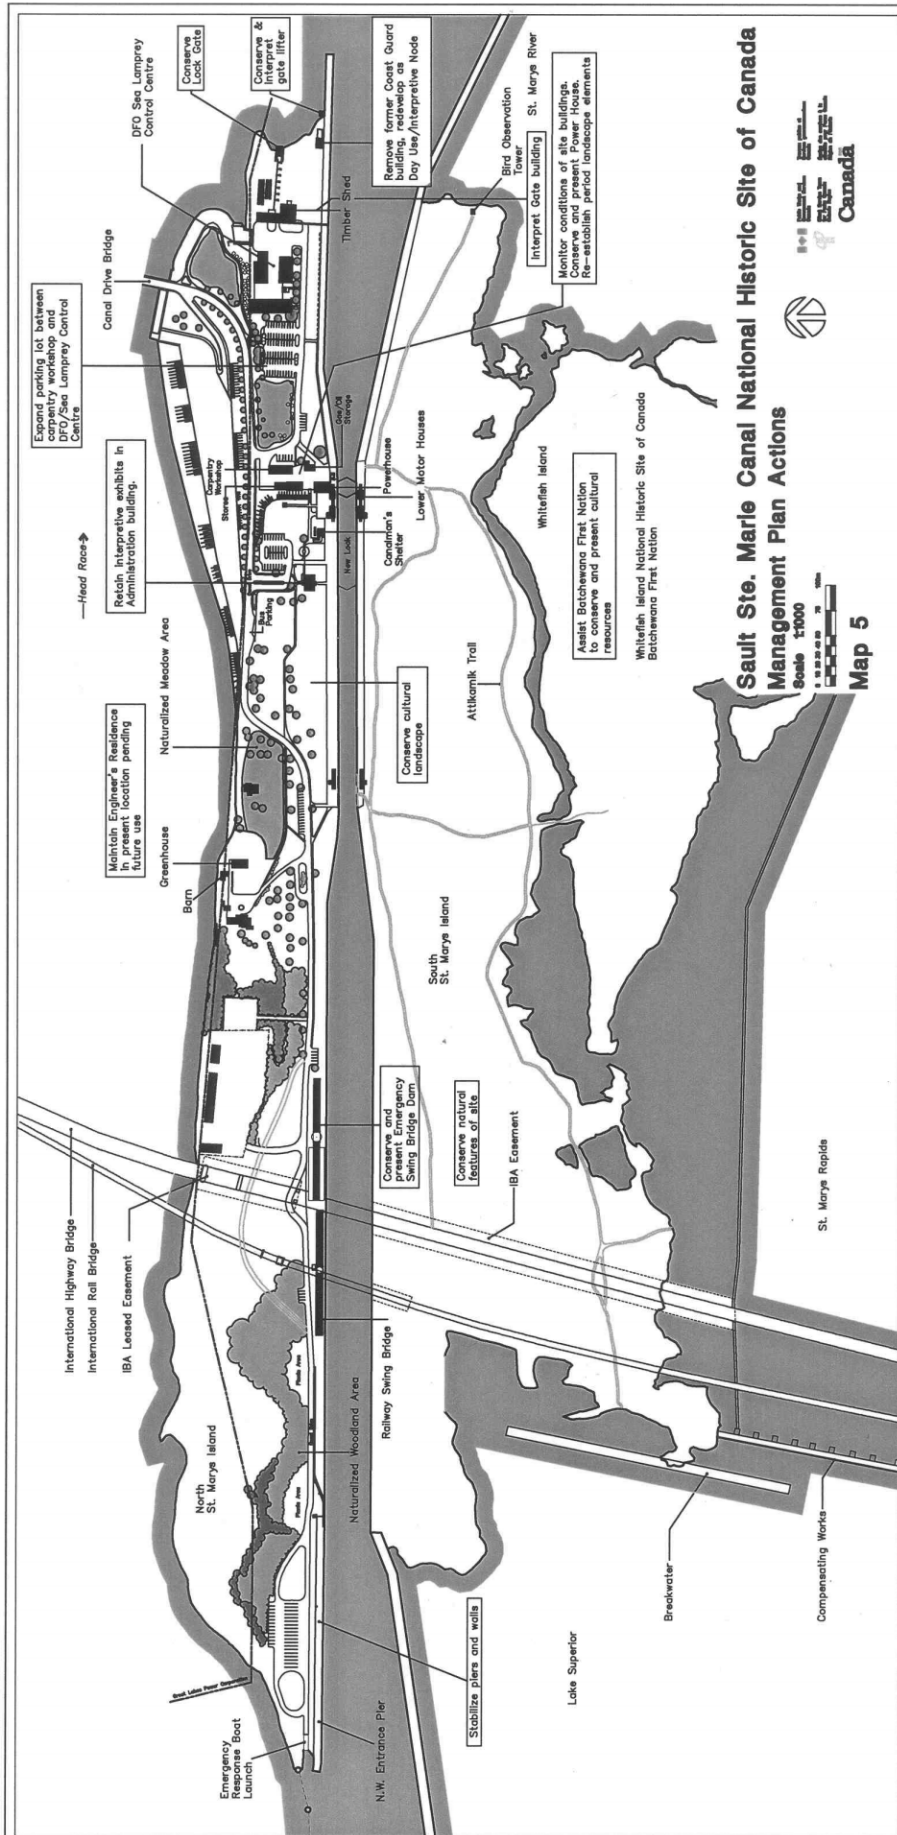 —Head Race→
Expand parking lot between
carpentry workshop and
DFO/Sea Lamprey Control
Centre
Canal Drive Bridge
DFO Sea Lamprey
Control Centre
Conserve
Lock Gate
Conserve &
Interpret
gate lifter
Retain Interpretive exhibits In
Administration building.
Naturalized Meadow Area
Maintain Engineer's Residence
In present location pending
future use
Greenhouse
Barn
International Highway Bridge
International Rail Bridge
IBA Leased Easement
North
St. Marys Island
Great Lakes Power Corporation
Emergency
Response Boat
Launch
N.W. Entrance Pier
Picnic Area
Picnic Area
Naturalized Woodland Area
Railway Swing Bridge
Stabilize piers and walls
Conserve and
present Emergency
Swing Bridge Dam
Conserve cultural
landscape
Bus
Parking
Stores
Carpentry
Workshop
New Lock
Canalman's
Shelter
Lower Motor Houses
Powerhouse
Gas/Oil
Storage
Timber Shed
Remove former Coast Guard
building, redevelop as
Day Use/Interpretive Node
St. Marys River
Bird Observation
Tower
Interpret Gate building
Monitor conditions of site buildings.
Conserve and present Power House.
Re-establish period landscape elements
South
St. Marys Island
Conserve natural
features of site
IBA Easement
Attikamik Trail
Whitefish Island
Assist Batchewana First Nation
to conserve and present cultural
resources
Whitefish Island National Historic Site of Canada
Batchewana First Nation
St. Marys Rapids
Lake Superior
Breakwater
Compensating Works
Sault Ste. Marie Canal National Historic Site of Canada
Management Plan Actions
Scale 1:1000
Map 5
Canada